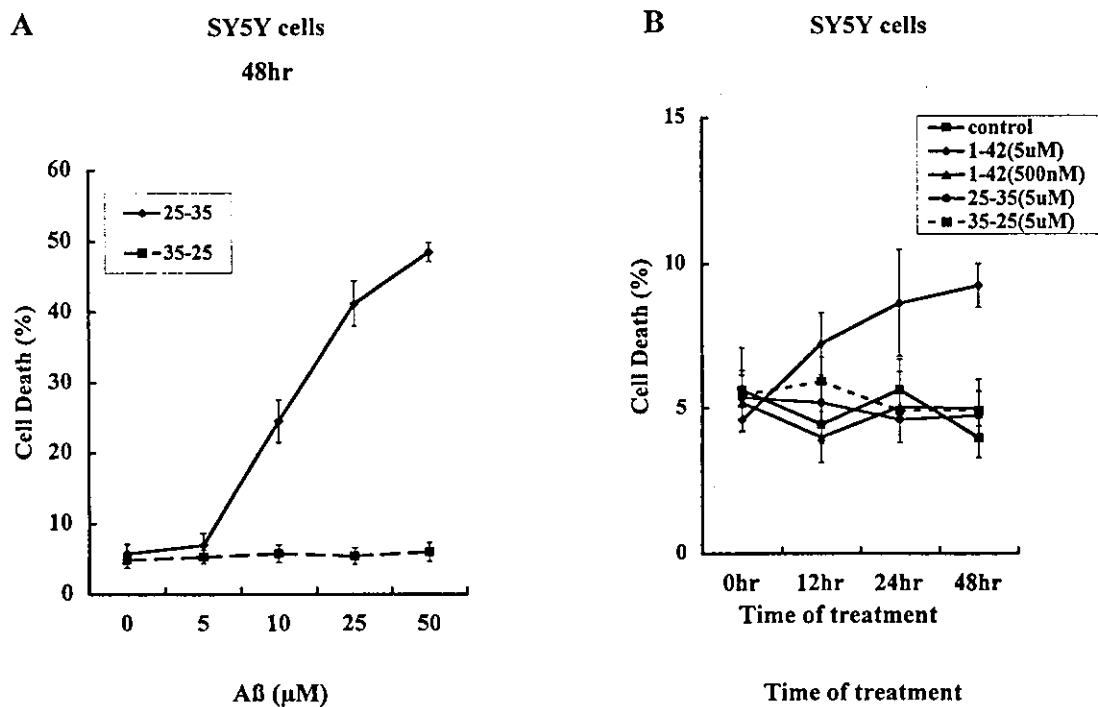 A
SY5Y cells
48hr
60
50
40
30
20
10
0
Cell Death (%)
25-35
35-25
0 5 10 25 50
Aß (µM)
B
SY5Y cells
15
10
5
0
Cell Death (%)
control
1-42(5uM)
1-42(500nM)
25-35(5uM)
35-25(5uM)
0hr 12hr 24hr 48hr
Time of treatment
Time of treatment